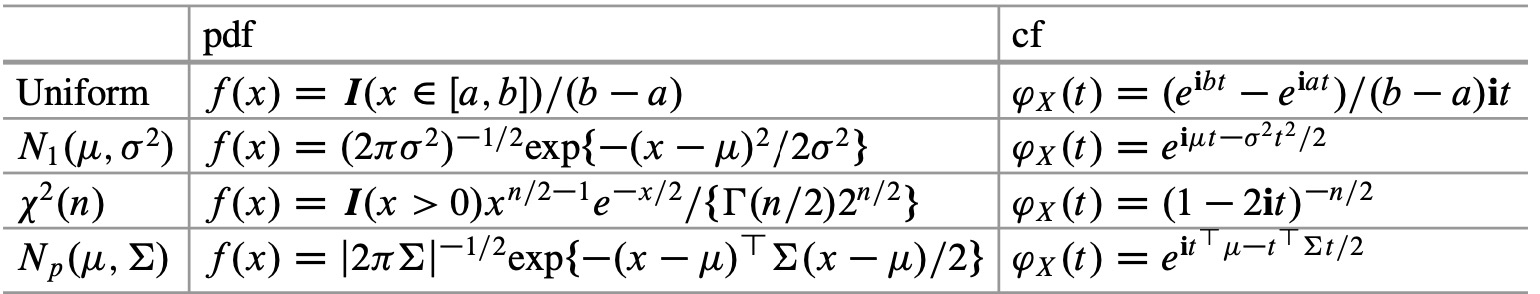 pdf cf
Uniform f(x) = I(x ∈ [a, b])/(b − a) φ_X(t) = (e^{ibt} − e^{iat})/(b − a)it
N_1(μ, σ^2) f(x) = (2πσ^2)^{−1/2}exp{−(x − μ)^2/2σ^2} φ_X(t) = e^{iμt−σ^2t^2/2}
χ^2(n) f(x) = I(x > 0)x^{n/2−1}e^{−x/2}/{Γ(n/2)2^{n/2}} φ_X(t) = (1 − 2it)^{−n/2}
N_p(μ, Σ) f(x) = |2πΣ|^{−1/2}exp{−(x − μ)^⊤Σ(x − μ)/2} φ_X(t) = e^{it^⊤μ−t^⊤Σt/2}